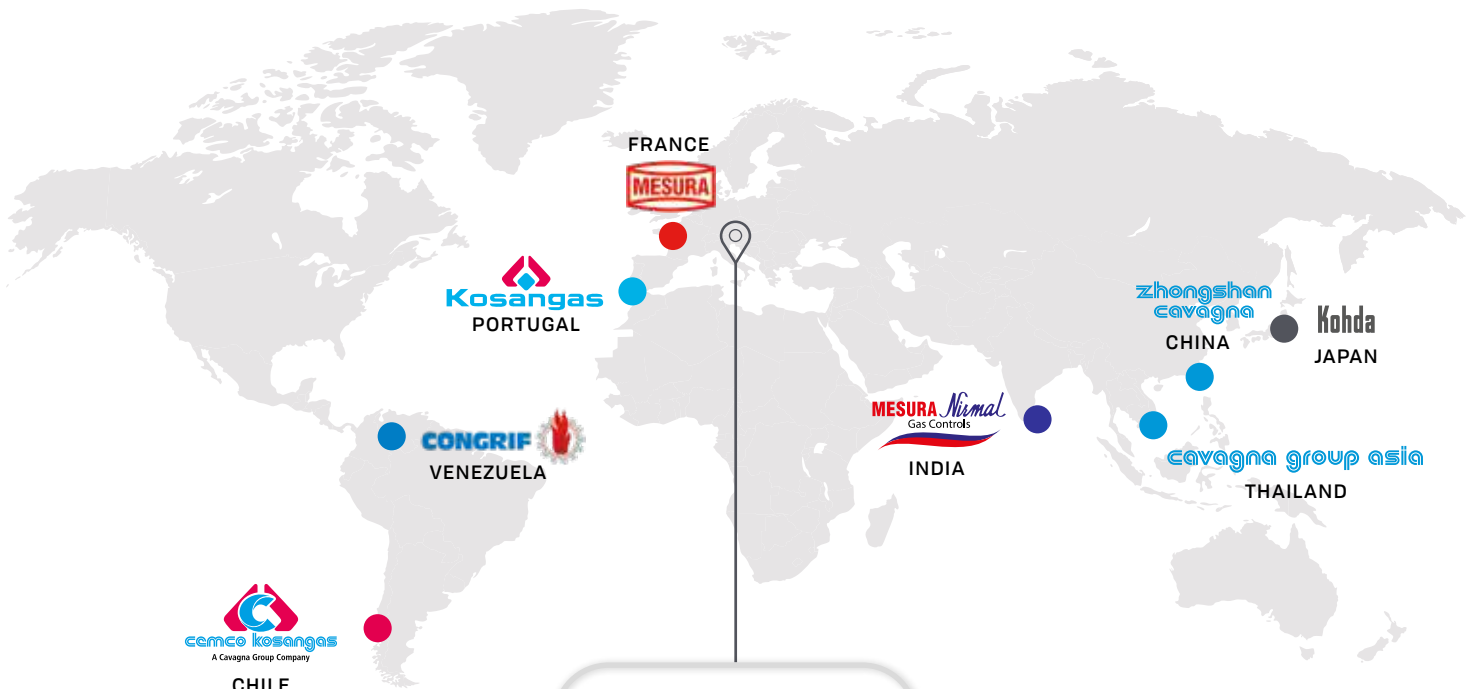 FRANCE
MESURA
Kosangas
PORTUGAL
zhongshan
cavagna
CHINA
Kohda
JAPAN
MESURA Nirmal
Gas Controls
INDIA
CONGRIF
VENEZUELA
cavagna group asia
THAILAND
C
cemco kosangas
A Cavagna Group Company
CHILE